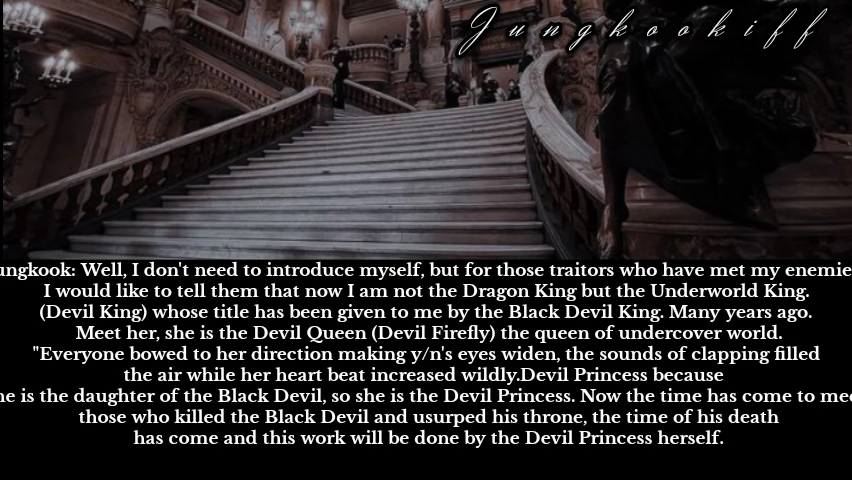 Jungkookiff
ungkook: Well, I don't need to introduce myself, but for those traitors who have met my enemie
I would like to tell them that now I am not the Dragon King but the Underworld King.
(Devil King) whose title has been given to me by the Black Devil King. Many years ago.
Meet her, she is the Devil Queen (Devil Firefly) the queen of undercover world.
"Everyone bowed to her direction making y/n's eyes widen, the sounds of clapping filled
the air while her heart beat increased wildly.Devil Princess because
he is the daughter of the Black Devil, so she is the Devil Princess. Now the time has come to mee
those who killed the Black Devil and usurped his throne, the time of his death
has come and this work will be done by the Devil Princess herself.